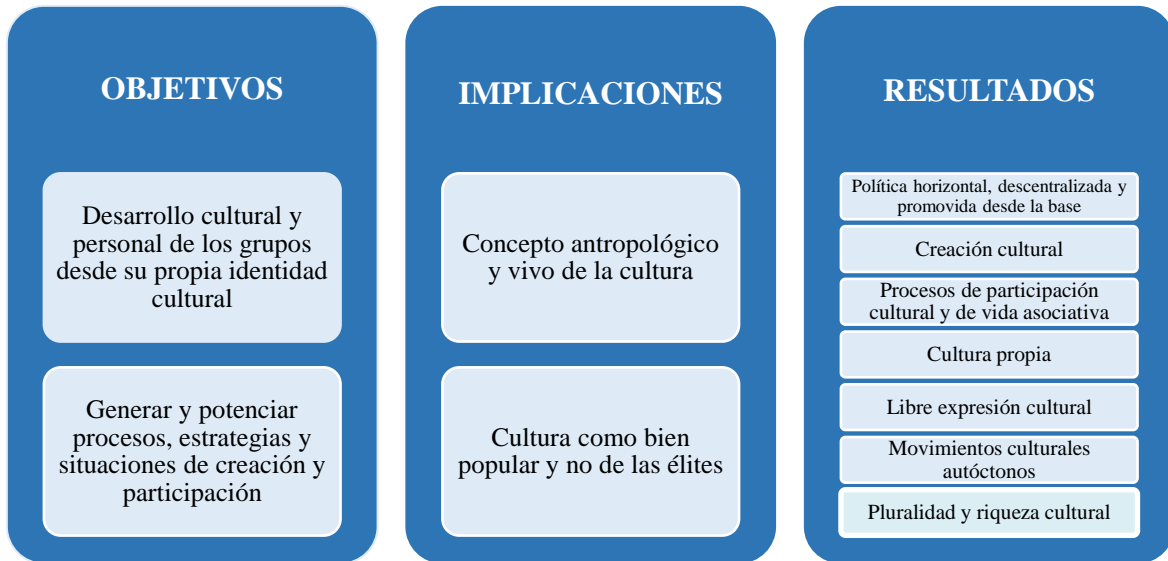 OBJETIVOS
Desarrollo cultural y
personal de los grupos
desde su propia identidad
cultural
Generar y potenciar
procesos, estrategias y
situaciones de creación y
participación
IMPLICACIONES
Concepto antropológico
y vivo de la cultura
Cultura como bien
popular y no de las élites
RESULTADOS
Política horizontal, descentralizada y
promovida desde la base
Creación cultural
Procesos de participación
cultural y de vida asociativa
Cultura propia
Libre expresión cultural
Movimientos culturales
autóctonos
Pluralidad y riqueza cultural